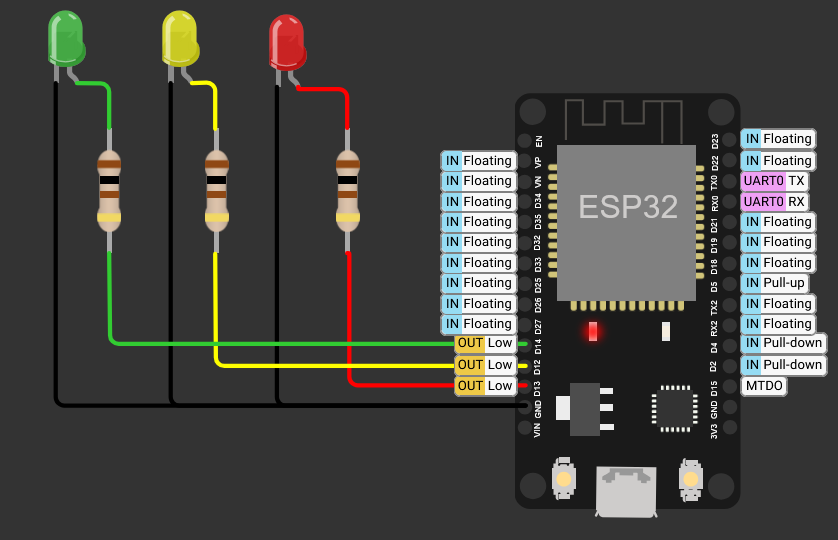 EN
IN Floating
VP
IN Floating
VN
IN Floating
D34
IN Floating
D35
IN Floating
D32
IN Floating
D33
IN Floating
D25
IN Floating
D26
IN Floating
D27
OUT Low
D14
OUT Low
D12
OUT Low
D13
GND
VIN
ESP32
D23
IN Floating
D22
IN Floating
TX0
UART0 TX
RX0
UART0 RX
D21
IN Floating
D19
IN Floating
D18
IN Floating
D5
IN Pull-up
TX2
IN Floating
RX2
IN Floating
D4
IN Pull-down
D2
IN Pull-down
D15
MTDO
GND
3V3